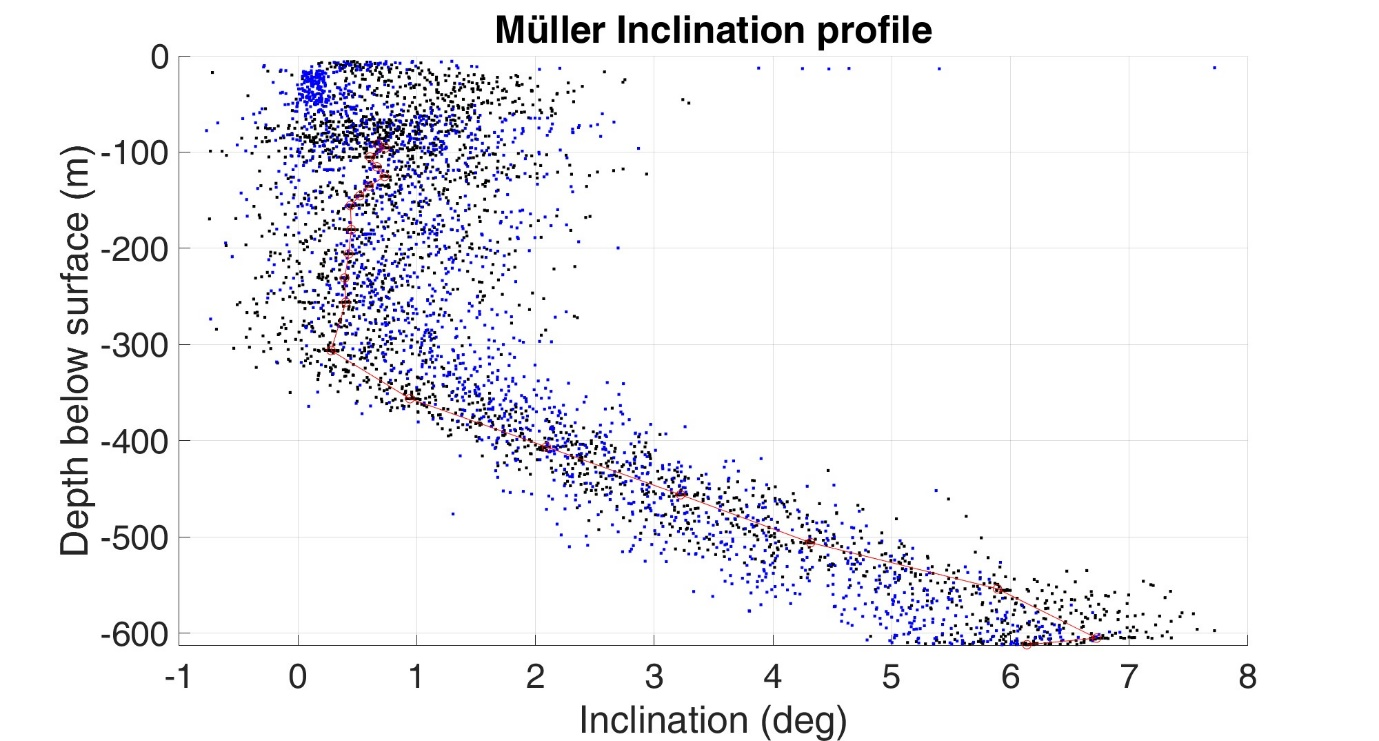 Müller Inclination profile
0
-100
-200
-300
-400
-500
-600
Depth below surface (m)
-1 0 1 2 3 4 5 6 7 8
Inclination (deg)